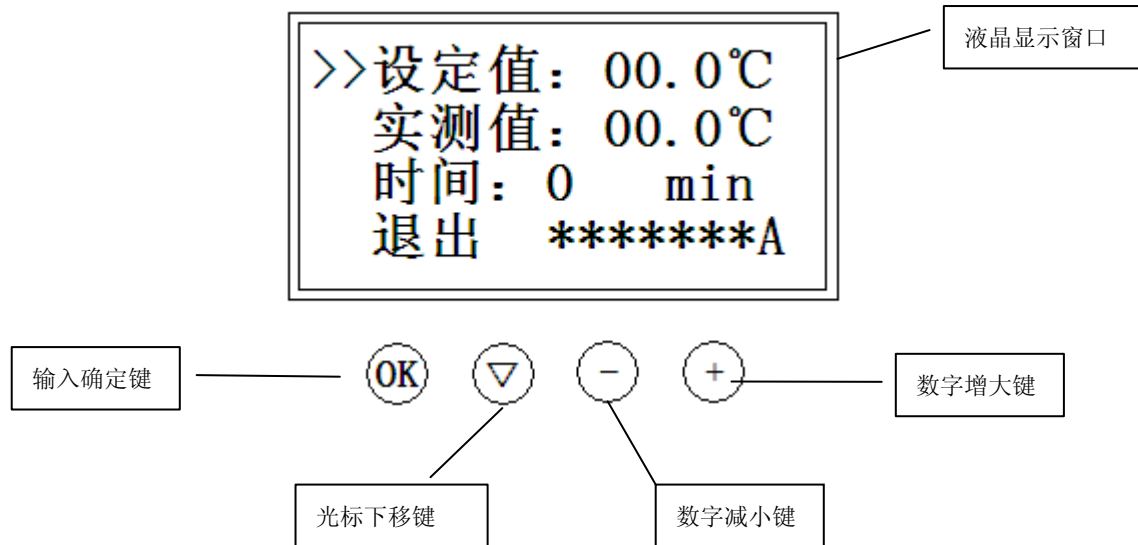 液晶显示窗口
>>设定值: 00.0℃
实测值: 00.0℃
时间: 0 min
退出 *******A
输入确定键
OK
▽
-
+
数字增大键
光标下移键
数字减小键